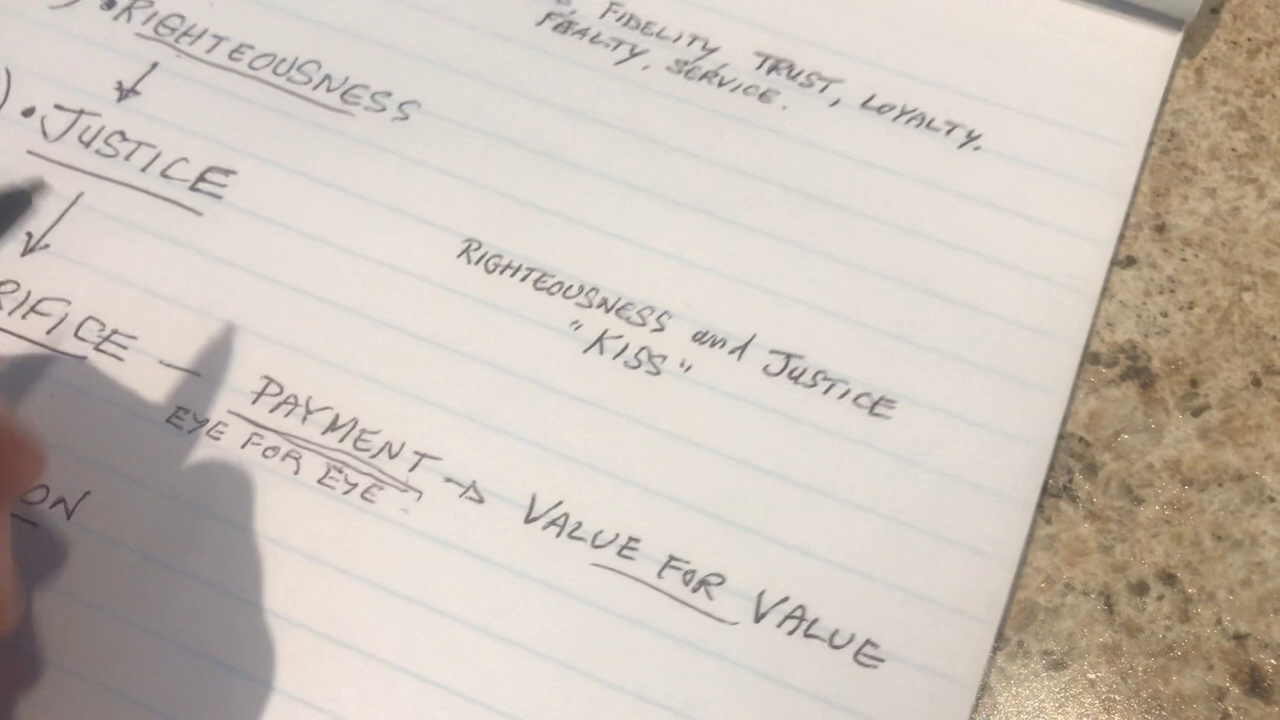 • RIGHTEOUSNESS
FIDELITY, TRUST, LOYALTY.
FEALTY, SERVICE.
) • JUSTICE
RIGHTEOUSNESS and JUSTICE
"KISS"
RIFICE — PAYMENT → VALUE FOR VALUE
EYE FOR EYE
ON